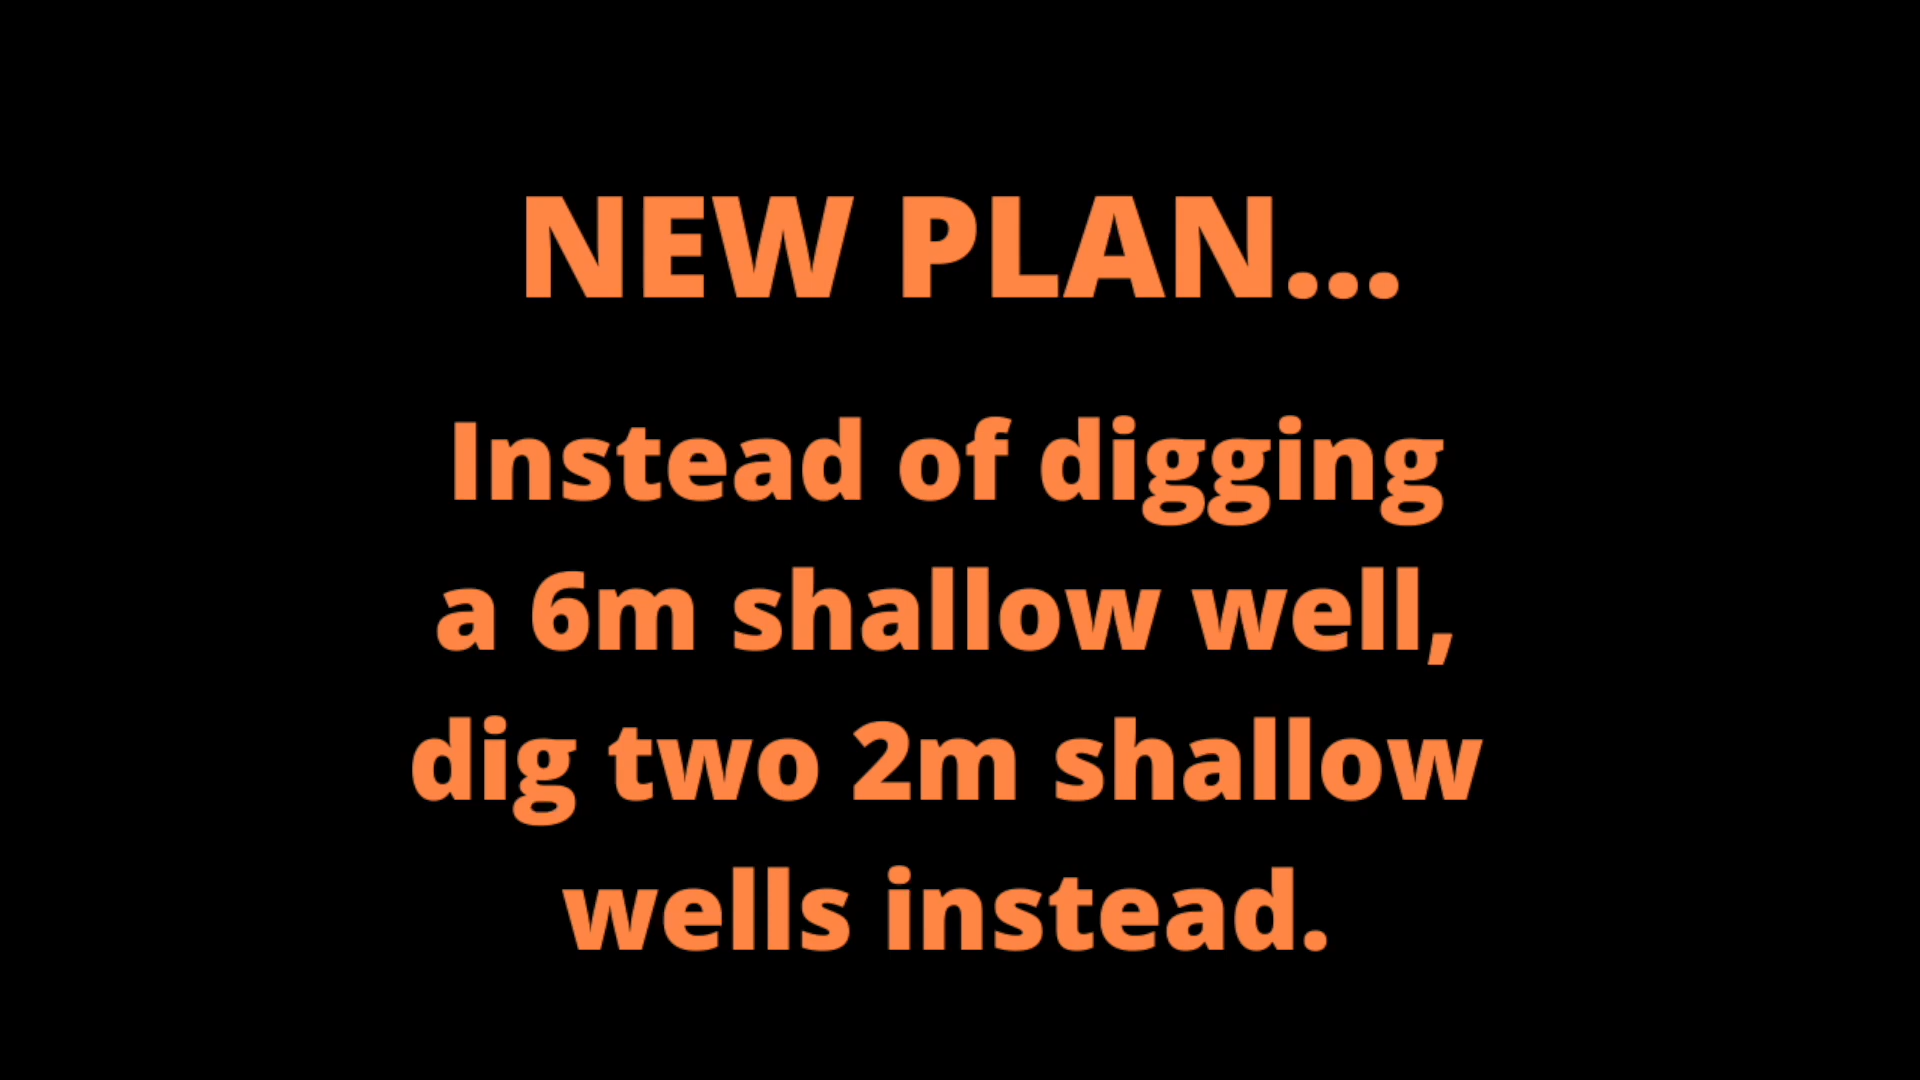 NEW PLAN...
Instead of digging
a 6m shallow well,
dig two 2m shallow
wells instead.